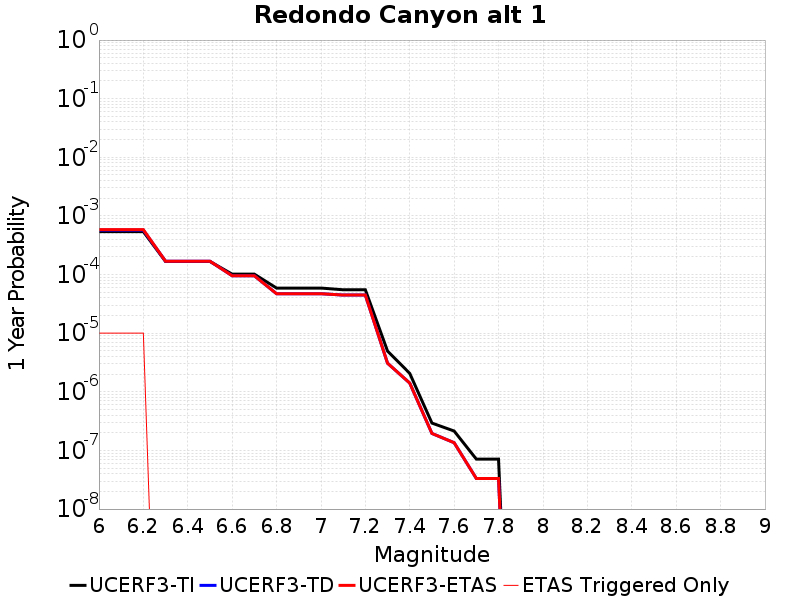 Redondo Canyon alt 1
1 Year Probability
10^0
10^-1
10^-2
10^-3
10^-4
10^-5
10^-6
10^-7
10^-8
6 6.2 6.4 6.6 6.8 7 7.2 7.4 7.6 7.8 8 8.2 8.4 8.6 8.8 9
Magnitude
UCERF3-TI UCERF3-TD UCERF3-ETAS ETAS Triggered Only